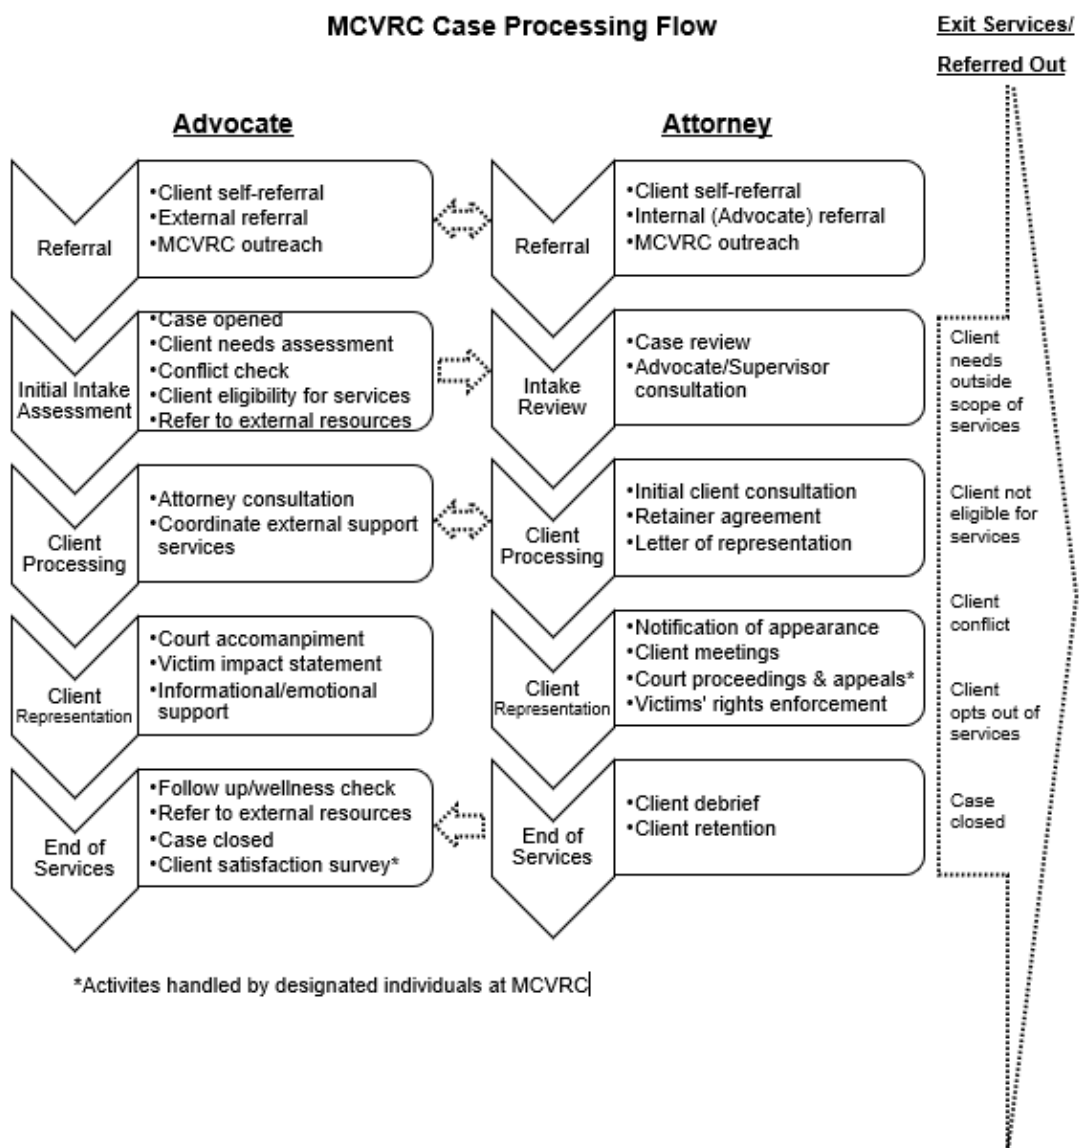 MCVRC Case Processing Flow
Exit Services/
Referred Out
Advocate
Attorney
Referral
•Client self-referral
•External referral
•MCVRC outreach
Referral
•Client self-referral
•Internal (Advocate) referral
•MCVRC outreach
Initial Intake
Assessment
•Case opened
•Client needs assessment
•Conflict check
•Client eligibility for services
•Refer to external resources
Intake
Review
•Case review
•Advocate/Supervisor
consultation
Client
Processing
•Attorney consultation
•Coordinate external support
services
Client
Processing
•Initial client consultation
•Retainer agreement
•Letter of representation
Client
Representation
•Court accomanpiment
•Victim impact statement
•Informational/emotional
support
Client
Representation
•Notification of appearance
•Client meetings
•Court proceedings & appeals*
•Victims' rights enforcement
End of
Services
•Follow up/wellness check
•Refer to external resources
•Case closed
•Client satisfaction survey*
End of
Services
•Client debrief
•Client retention
Client
needs
outside
scope of
services
Client not
eligible for
services
Client
conflict
Client
opts out of
services
Case
closed
*Activites handled by designated individuals at MCVRC